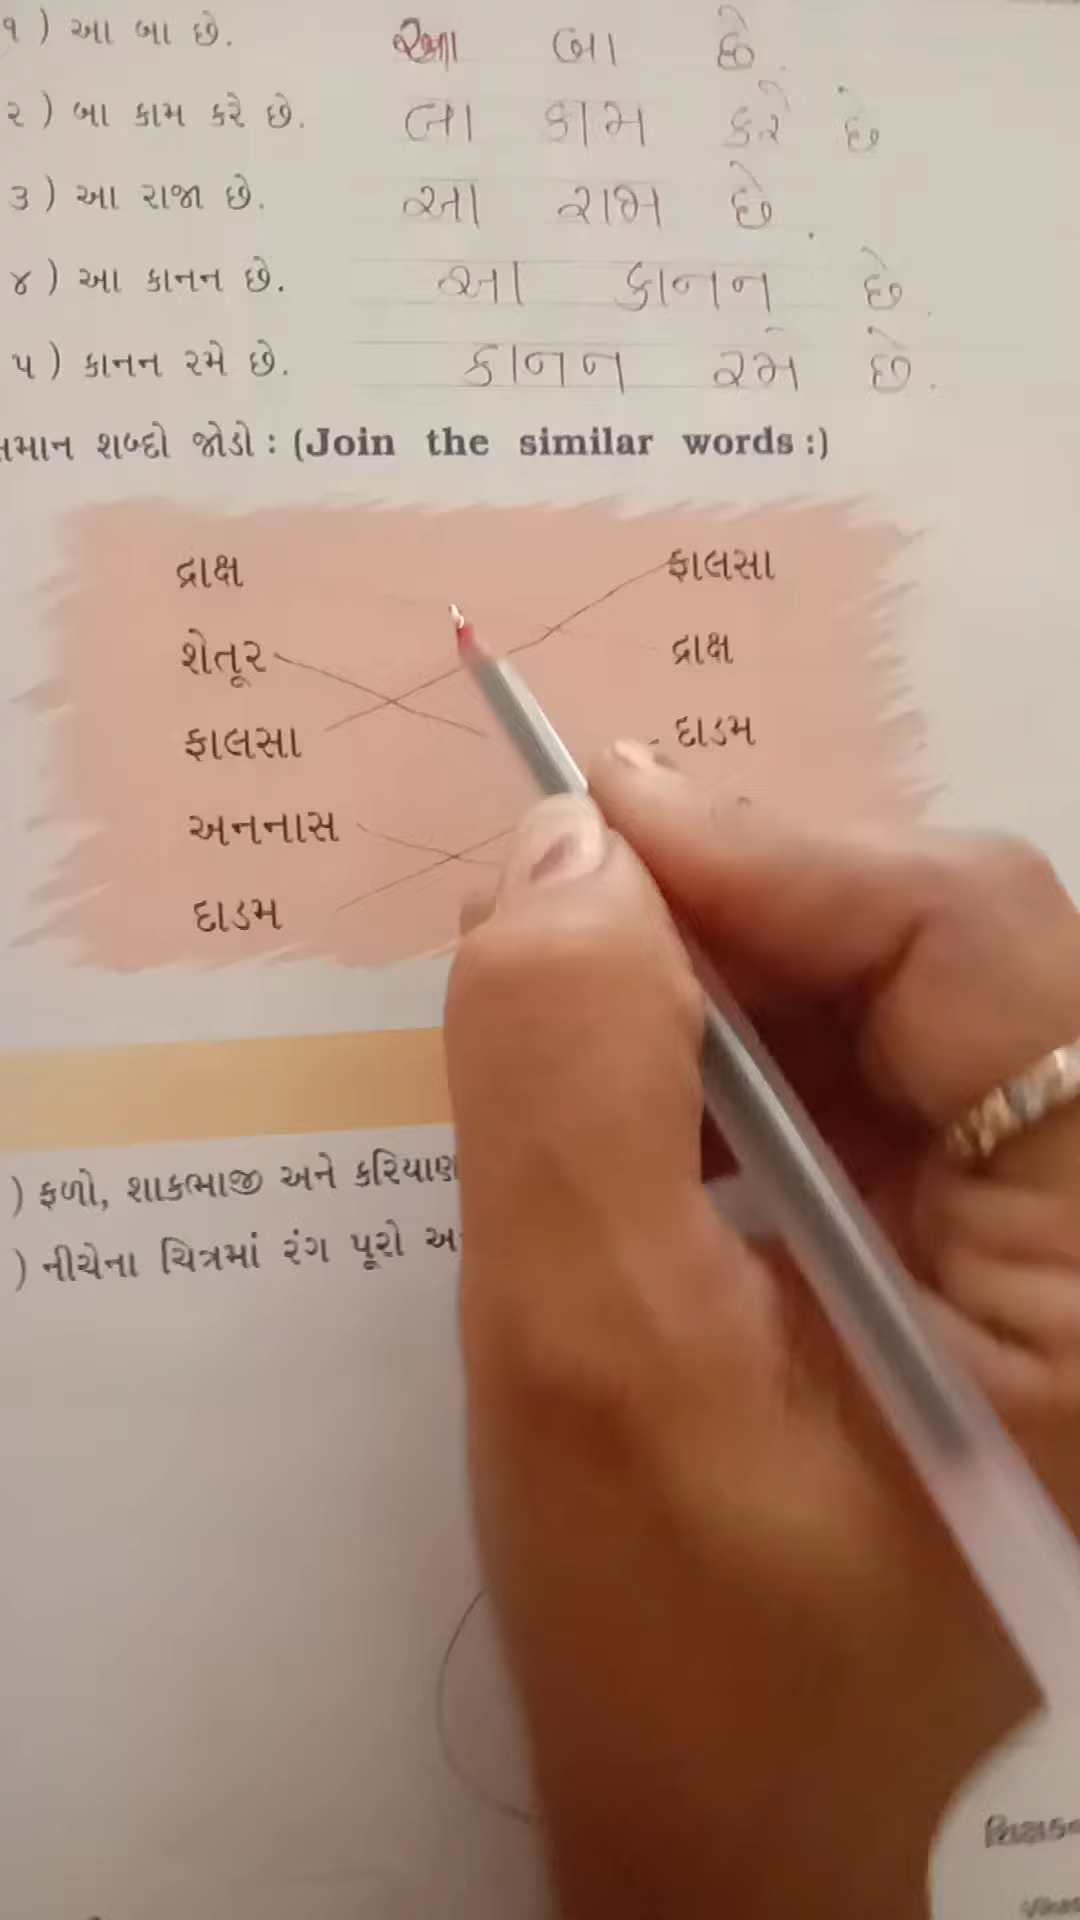 ૧ ) આ બા છે. આ બા છે.
૨ ) બા કામ કરે છે. બા કામ કરે છે
૩ ) આ રાજા છે. આ રાજા છે.
૪ ) આ કાનન છે. આ કાનન છે.
૫ ) કાનન રમે છે. કાનન રમે છે.
સમાન શબ્દો જોડો : (Join the similar words :)
દ્રાક્ષ ફાલસા
શેતૂર દ્રાક્ષ
ફાલસા દાડમ
અનનાસ
દાડમ
) ફળો, શાકભાજી અને
) નીચેના ચિત્રમાં રંગ પૂરો